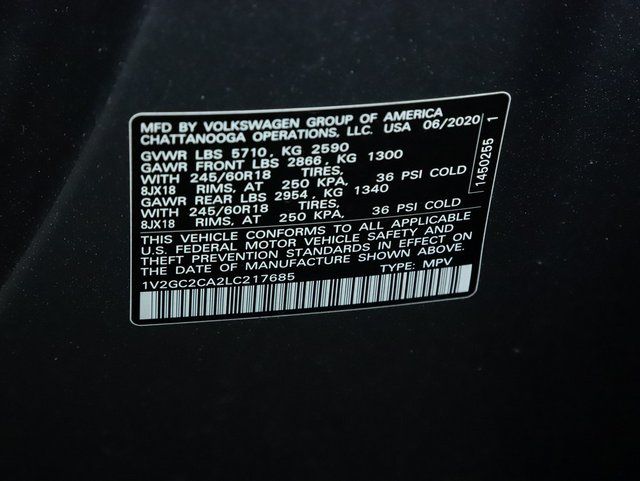 MFD BY VOLKSWAGEN GROUP OF AMERICA
CHATTANOOGA OPERATIONS, LLC. USA 06/2020
GVWR LBS 5710, KG 2590
GAWR FRONT LBS 2866, KG 1300
WITH 245/60R18 TIRES,
8JX18 RIMS, AT 250 KPA, 36 PSI COLD
GAWR REAR LBS 2954, KG 1340
WITH 245/60R18 TIRES,
8JX18 RIMS, AT 250 KPA, 36 PSI COLD
THIS VEHICLE CONFORMS TO ALL APPLICABLE
U.S. FEDERAL MOTOR VEHICLE SAFETY AND
THEFT PREVENTION STANDARDS IN EFFECT ON
THE DATE OF MANUFACTURE SHOWN ABOVE.
1V2GC2CA2LC217685 TYPE: MPV
1450255 1